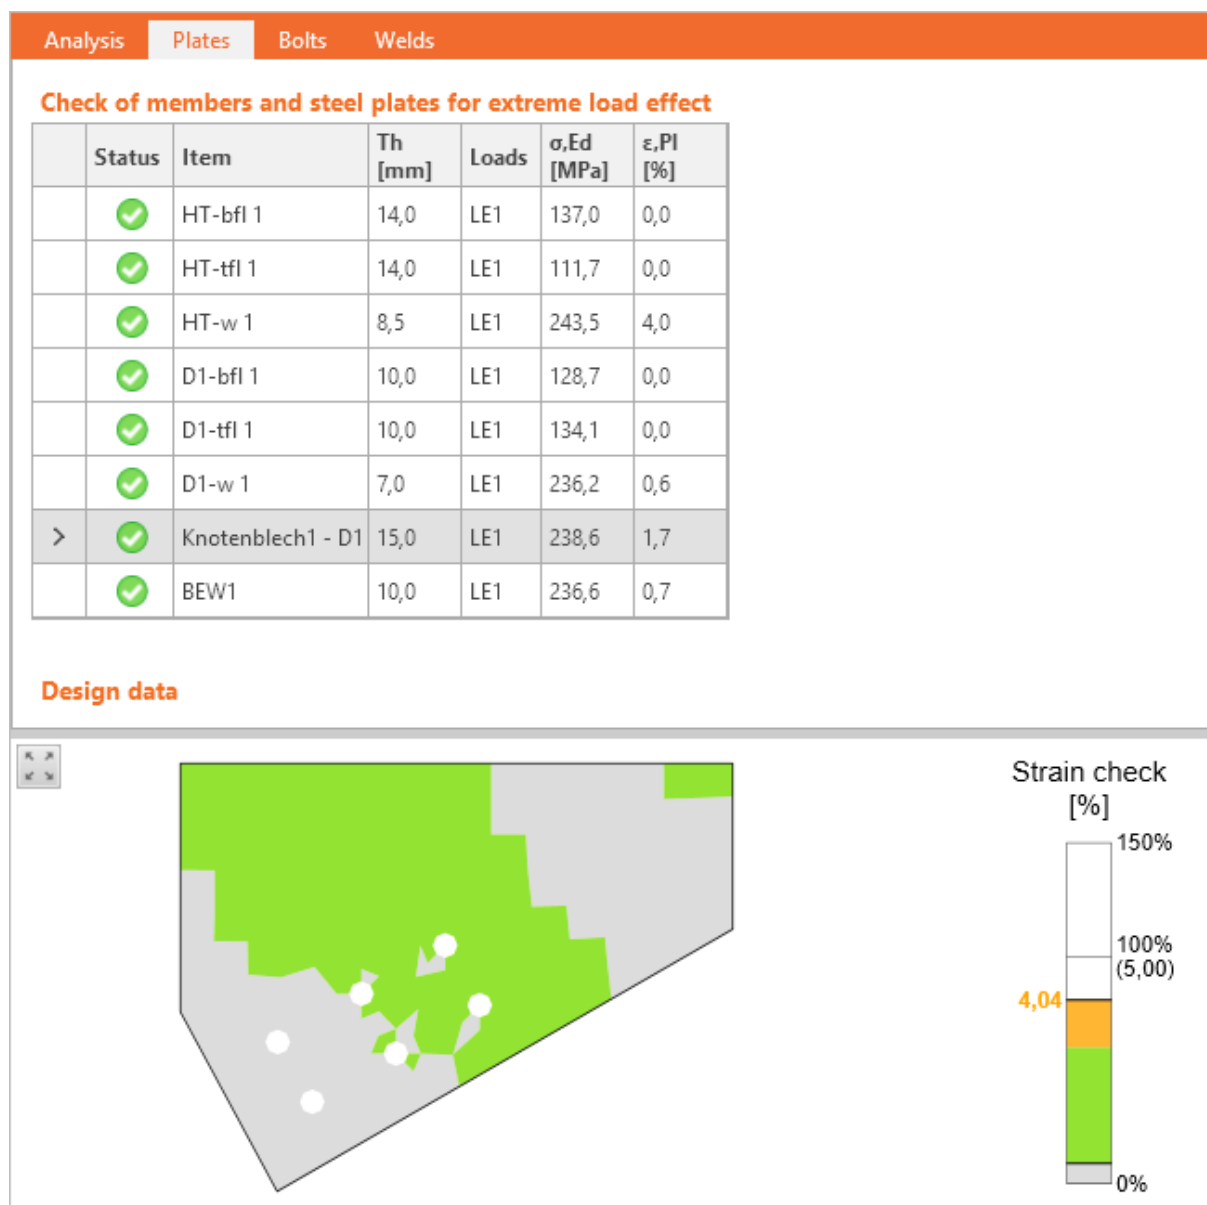 Analysis Plates Bolts Welds
Check of members and steel plates for extreme load effect
Status Item Th [mm] Loads σ,Ed [MPa] ε,Pl [%]
HT-bfl 1 14,0 LE1 137,0 0,0
HT-tfl 1 14,0 LE1 111,7 0,0
HT-w 1 8,5 LE1 243,5 4,0
D1-bfl 1 10,0 LE1 128,7 0,0
D1-tfl 1 10,0 LE1 134,1 0,0
D1-w 1 7,0 LE1 236,2 0,6
> Knotenblech1 - D1 15,0 LE1 238,6 1,7
BEW1 10,0 LE1 236,6 0,7
Design data
Strain check
[%]
150%
100%
(5,00)
4,04
0%